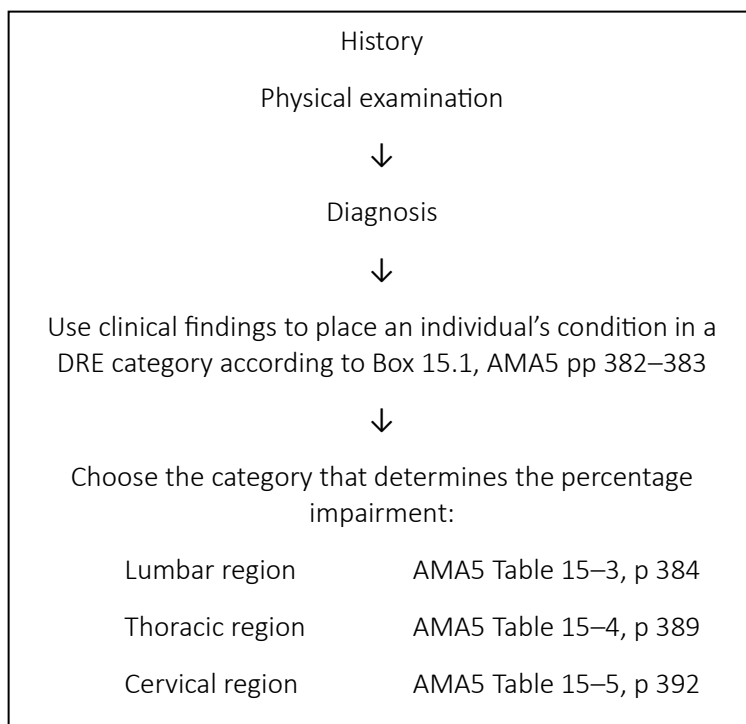 History
Physical examination
↓
Diagnosis
↓
Use clinical findings to place an individual’s condition in a
DRE category according to Box 15.1, AMA5 pp 382–383
↓
Choose the category that determines the percentage
impairment:
Lumbar region AMA5 Table 15–3, p 384
Thoracic region AMA5 Table 15–4, p 389
Cervical region AMA5 Table 15–5, p 392